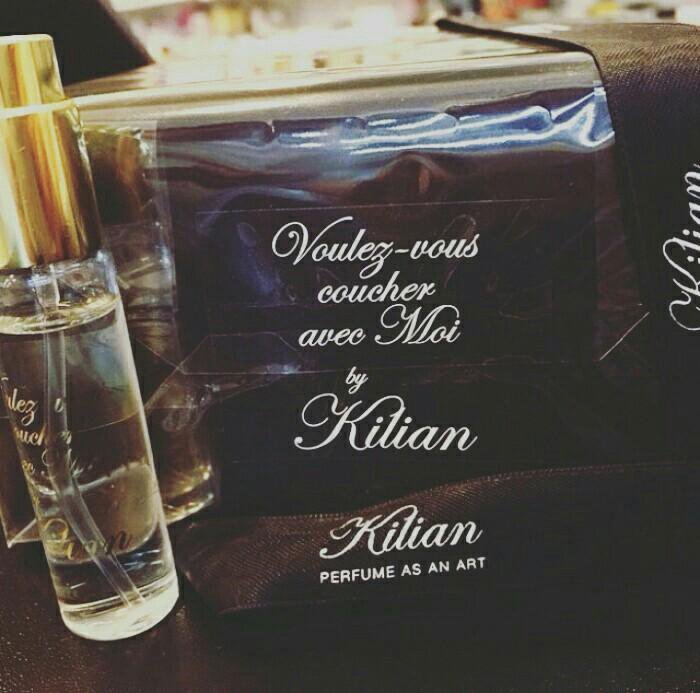 Voulez-vous
coucher
avec Moi
by
Kilian
Kilian
PERFUME AS AN ART
Kilian